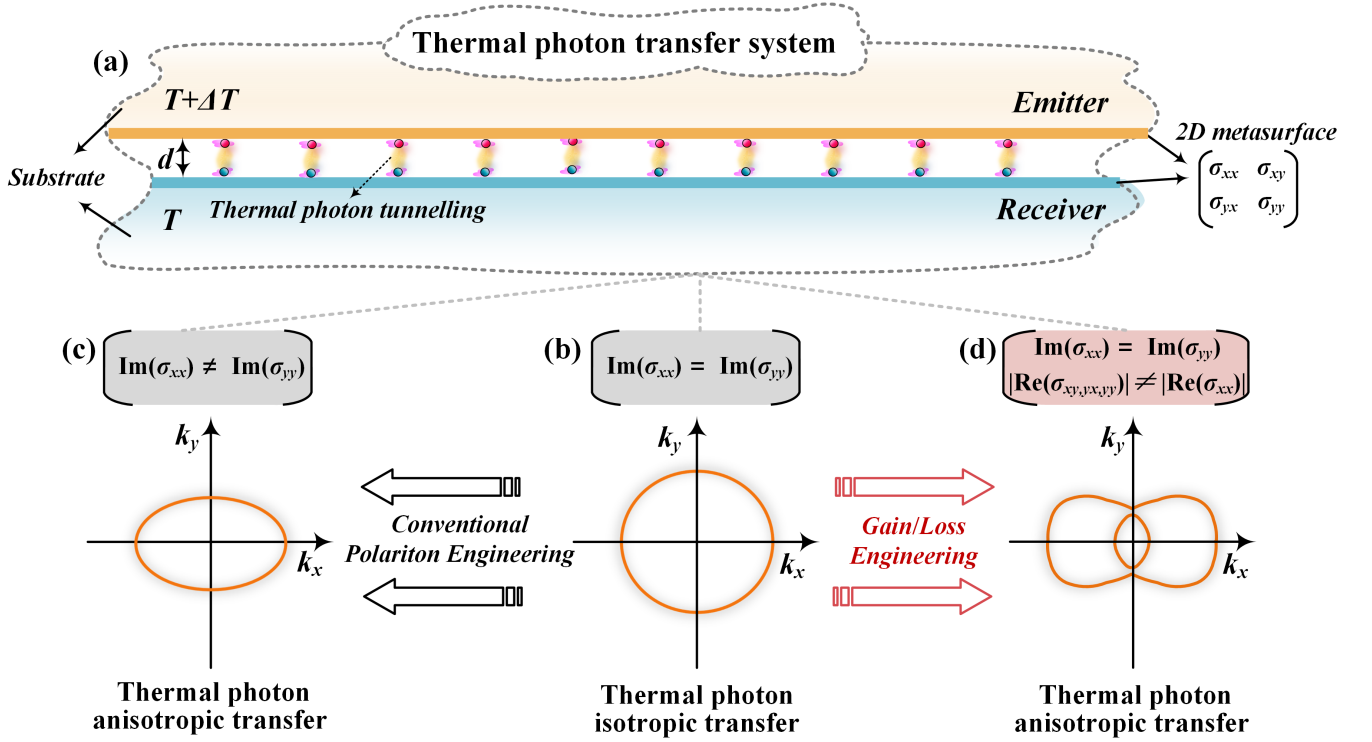 Thermal photon transfer system
(a)
T+ΔT
Emitter
2D metasurface
d
σxx σxy
σyx σyy
Substrate
Thermal photon tunnelling
T
Receiver
(c)
Im(σxx) ≠ Im(σyy)
(b)
Im(σxx) = Im(σyy)
(d)
Im(σxx) = Im(σyy)
|Re(σxy,yx,yy)| ≠ |Re(σxx)|
ky
kx
Conventional
Polariton Engineering
ky
kx
Gain/Loss
Engineering
ky
kx
Thermal photon
anisotropic transfer
Thermal photon
isotropic transfer
Thermal photon
anisotropic transfer